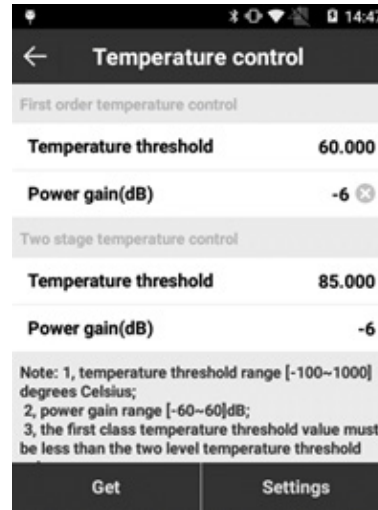 14:47
Temperature control
First order temperature control
Temperature threshold 60.000
Power gain(dB) -6
Two stage temperature control
Temperature threshold 85.000
Power gain(dB) -6
Note: 1, temperature threshold range [-100~1000]
degrees Celsius;
2, power gain range [-60~60]dB;
3, the first class temperature threshold value must
be less than the two level temperature threshold
Get Settings